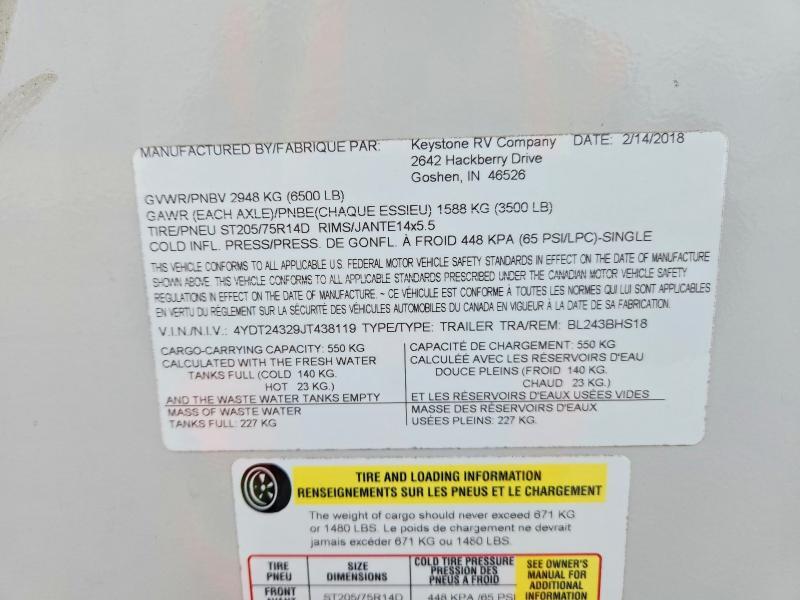 MANUFACTURED BY/FABRIQUE PAR: Keystone RV Company DATE: 2/14/2018
2642 Hackberry Drive
Goshen, IN 46526
GVWR/PNBV 2948 KG (6500 LB)
GAWR (EACH AXLE)/PNBE(CHAQUE ESSIEU) 1588 KG (3500 LB)
TIRE/PNEU ST205/75R14D RIMS/JANTE14x5.5
COLD INFL. PRESS/PRESS. DE GONFL. À FROID 448 KPA (65 PSI/LPC)-SINGLE
THIS VEHICLE CONFORMS TO ALL APPLICABLE U.S. FEDERAL MOTOR VEHICLE SAFETY STANDARDS IN EFFECT ON THE DATE OF MANUFACTURE
SHOWN ABOVE. THIS VEHICLE CONFORMS TO ALL APPLICABLE STANDARDS PRESCRIBED UNDER THE CANADIAN MOTOR VEHICLE SAFETY
REGULATIONS IN EFFECT ON THE DATE OF MANUFACTURE. ~ CE VÉHICULE EST CONFORME À TOUTES LES NORMES QUI LUI SONT APPLICABLES
EN VERTU DU RÈGLEMENT SUR LA SÉCURITÉ DES VÉHICULES AUTOMOBILES DU CANADA EN VIGUEUR À LA DATE DE SA FABRICATION.
V.I.N./N.I.V.: 4YDT24329JT438119 TYPE/TYPE: TRAILER TRA/REM: BL243BHS18
CARGO-CARRYING CAPACITY: 550 KG
CALCULATED WITH THE FRESH WATER
TANKS FULL (COLD 140 KG.
HOT 23 KG.)
AND THE WASTE WATER TANKS EMPTY
MASS OF WASTE WATER
TANKS FULL: 227 KG
CAPACITÉ DE CHARGEMENT: 550 KG
CALCULÉE AVEC LES RÉSERVOIRS D'EAU
DOUCE PLEINS (FROID 140 KG.
CHAUD 23 KG.)
ET LES RÉSERVOIRS D'EAUX USÉES VIDES
MASSE DES RÉSERVOIRS D'EAUX
USÉES PLEINS: 227 KG
TIRE AND LOADING INFORMATION
RENSEIGNEMENTS SUR LES PNEUS ET LE CHARGEMENT
The weight of cargo should never exceed 671 KG
or 1480 LBS. Le poids de chargement ne devrait
jamais excéder 671 KG ou 1480 LBS.
TIRE
PNEU
SIZE
DIMENSIONS
COLD TIRE PRESSURE
PRESSION DES
PNEUS A FROID
SEE OWNER'S
MANUAL FOR
ADDITIONAL
INFORMATION
FRONT
AVANT
ST205/75R14D
448 KPA /65 PSI